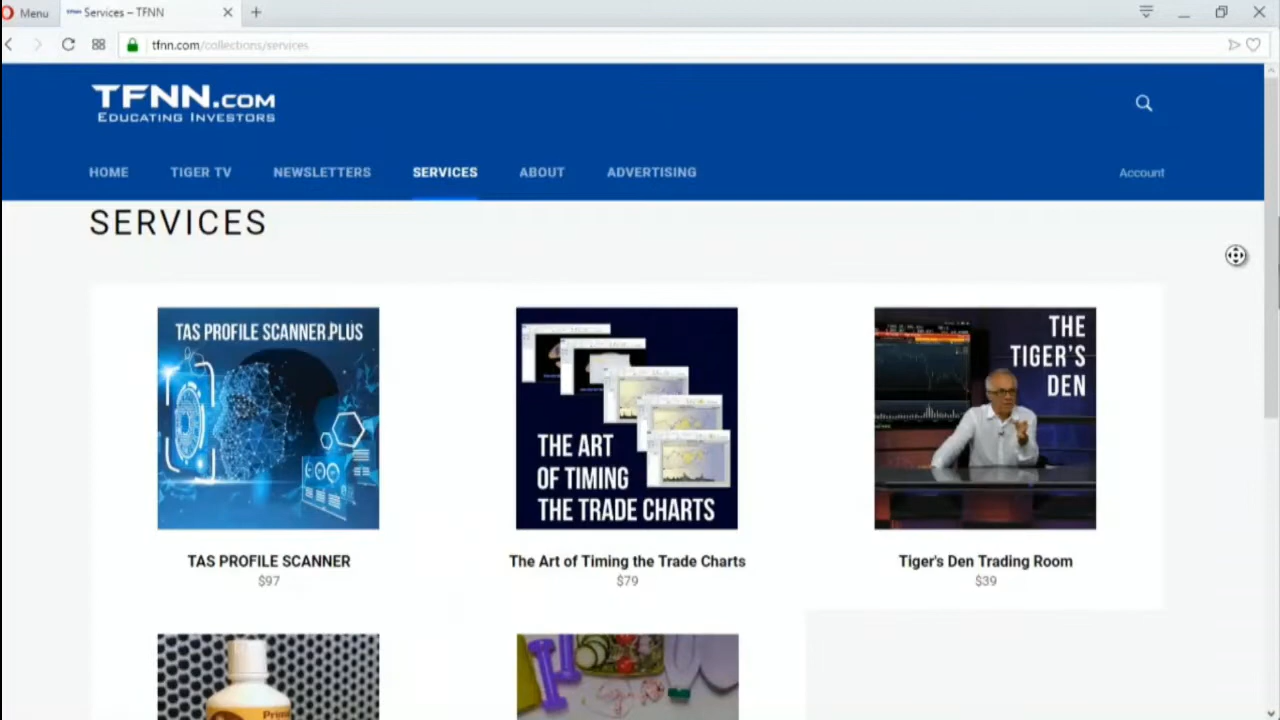 Menu
Services – TFNN
tfnn.com/collections/services
TFNN.COM
EDUCATING INVESTORS
HOME
TIGER TV
NEWSLETTERS
SERVICES
ABOUT
ADVERTISING
Account
SERVICES
TAS PROFILE SCANNER PLUS
THE ART
OF TIMING
THE TRADE CHARTS
THE
TIGER'S
DEN
TAS PROFILE SCANNER
$97
The Art of Timing the Trade Charts
$79
Tiger's Den Trading Room
$39